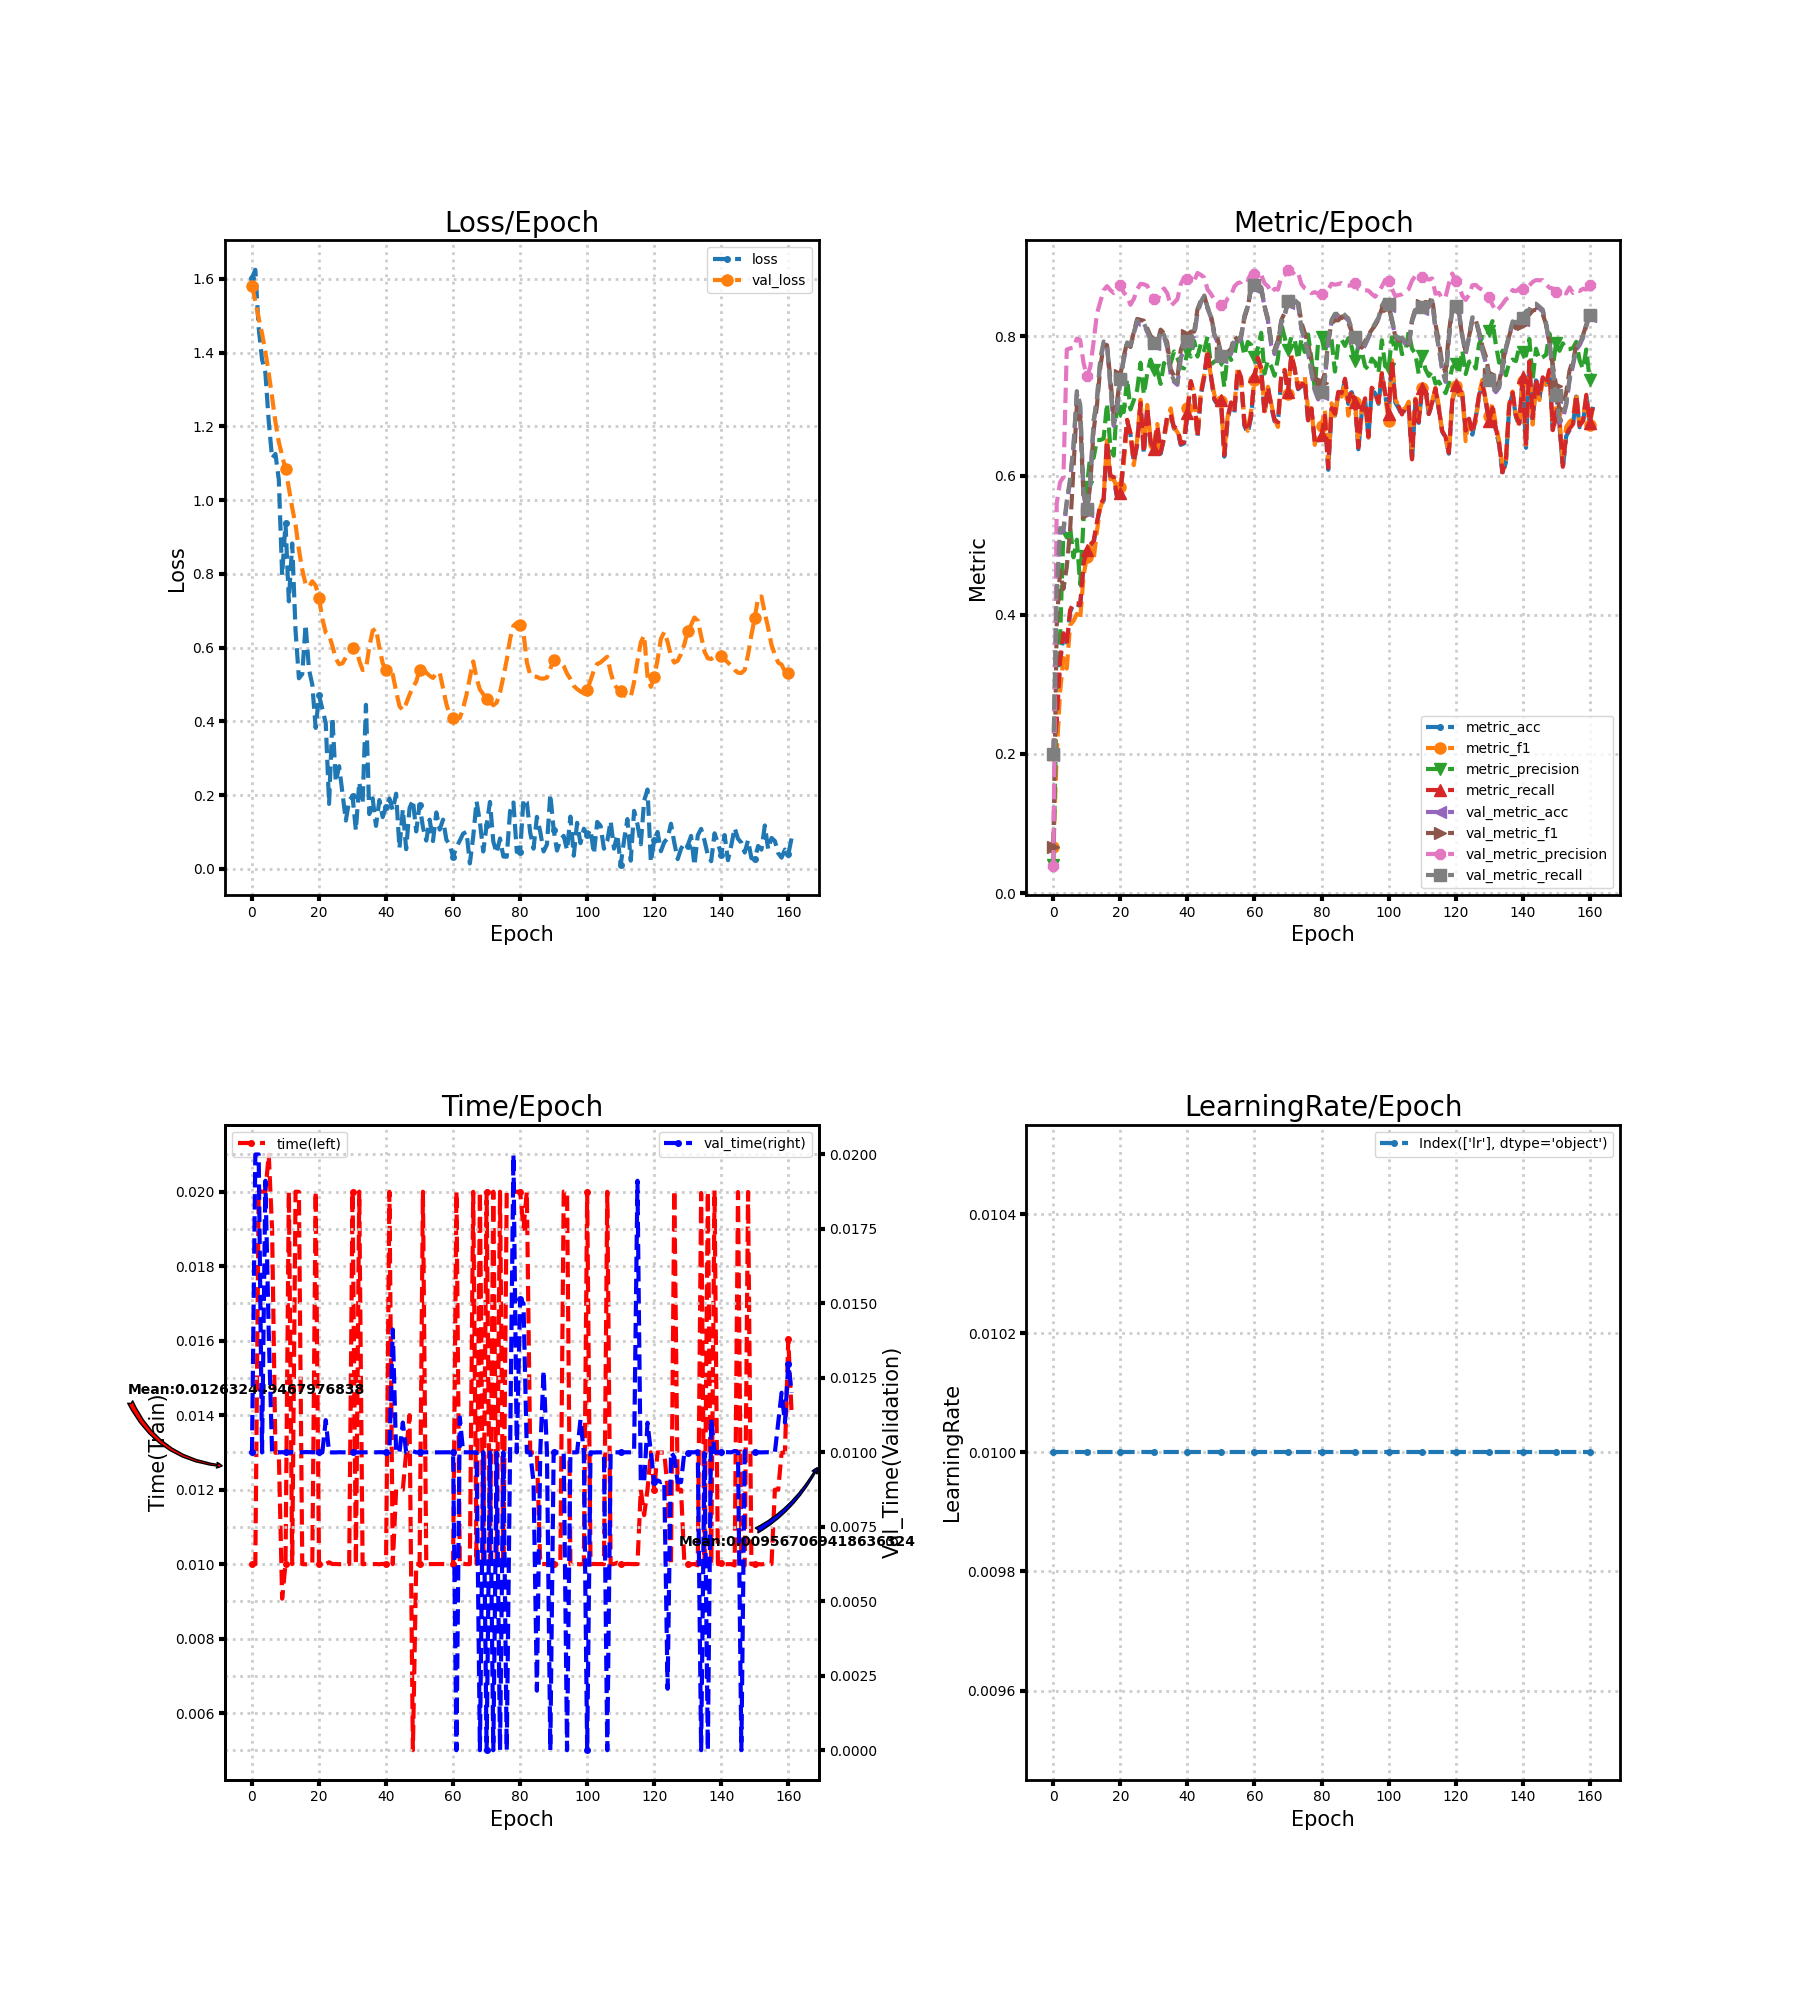 Loss/Epoch
loss
val_loss
1.6
1.4
1.2
1.0
0.8
0.6
0.4
0.2
0.0
Loss
0 20 40 60 80 100 120 140 160
Epoch
Metric/Epoch
0.8
0.6
0.4
0.2
0.0
Metric
metric_acc
metric_f1
metric_precision
metric_recall
val_metric_acc
val_metric_f1
val_metric_precision
val_metric_recall
0 20 40 60 80 100 120 140 160
Epoch
Time/Epoch
time(left)
val_time(right)
0.020
0.018
0.016
0.014
0.012
0.010
0.008
0.006
Time(Train)
0.0200
0.0175
0.0150
0.0125
0.0100
0.0075
0.0050
0.0025
0.0000
Val_Time(Validation)
0 20 40 60 80 100 120 140 160
Epoch
LearningRate/Epoch
Index(['lr'], dtype='object')
0.0104
0.0102
0.0100
0.0098
0.0096
LearningRate
0 20 40 60 80 100 120 140 160
Epoch